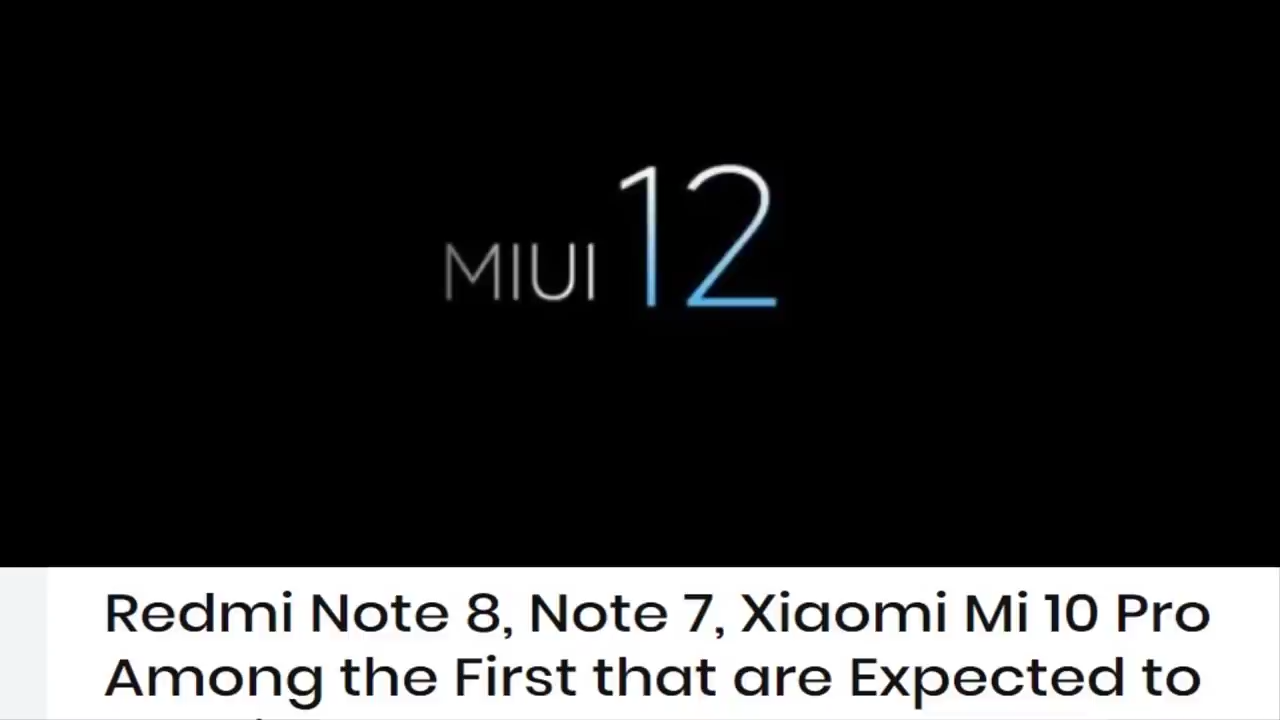 MIUI 12
Redmi Note 8, Note 7, Xiaomi Mi 10 Pro
Among the First that are Expected to